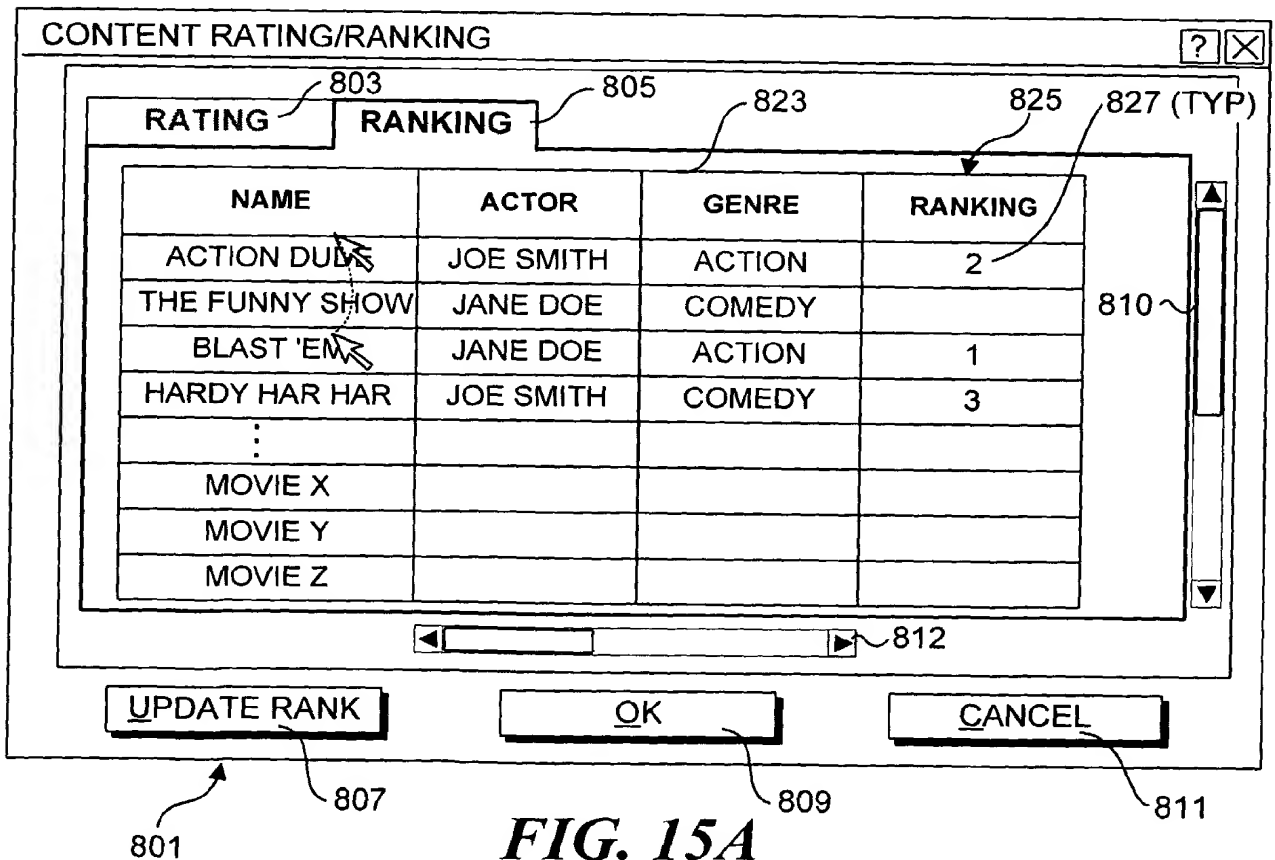 CONTENT RATING/RANKING ?
803 805 823 825 827 (TYP)
RATING RANKING
NAME ACTOR GENRE RANKING
ACTION DUDE JOE SMITH ACTION 2
THE FUNNY SHOW JANE DOE COMEDY
810
BLAST 'EM JANE DOE ACTION 1
HARDY HAR HAR JOE SMITH COMEDY 3
⋮
MOVIE X
MOVIE Y
MOVIE Z
812
UPDATE RANK OK CANCEL
801 807 809 811
FIG. 15A